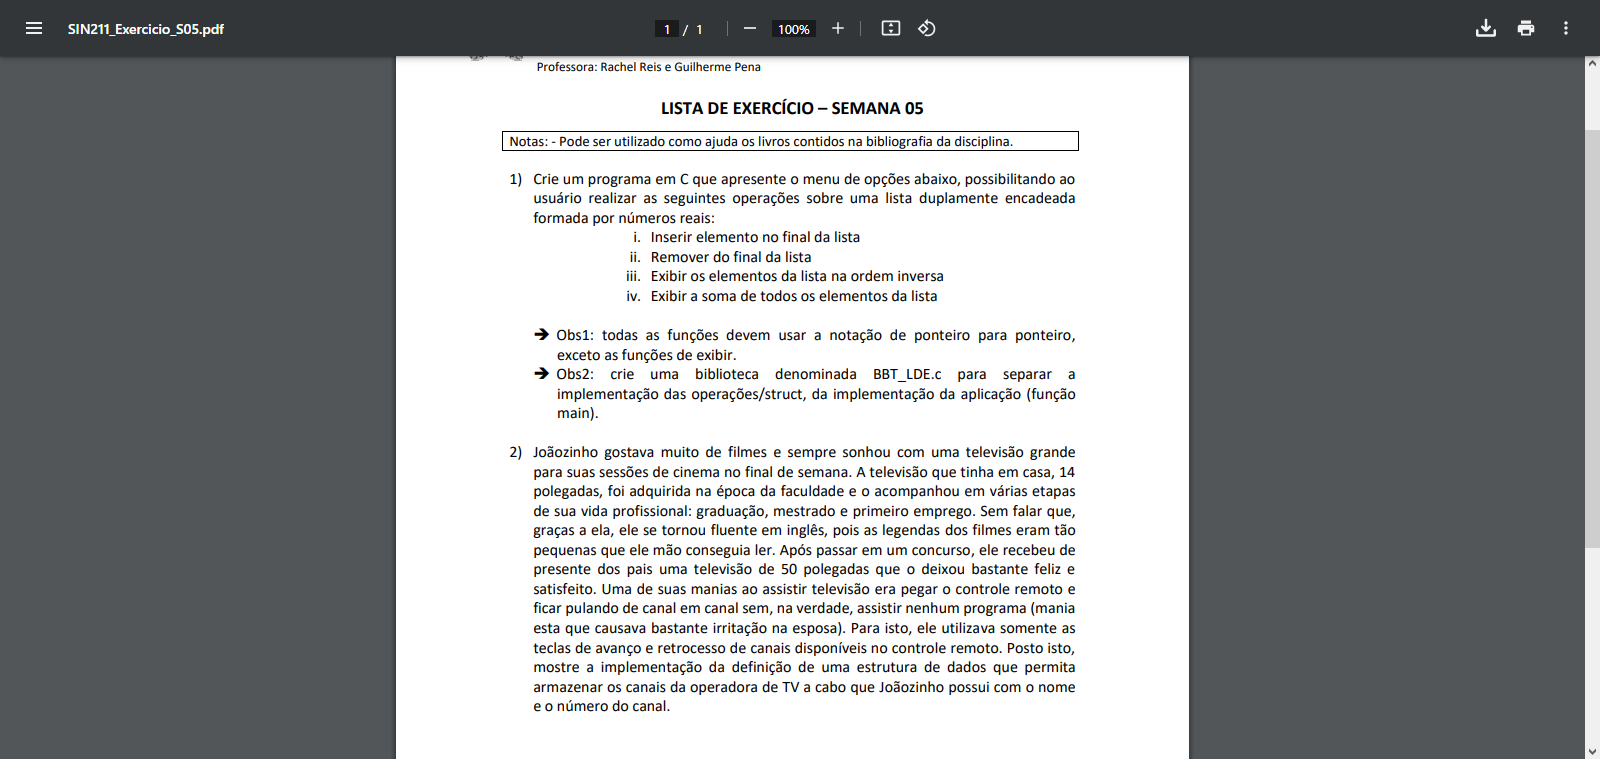 SIN211_Exercicio_S05.pdf
1 / 1
100%
Professora: Rachel Reis e Guilherme Pena
LISTA DE EXERCÍCIO – SEMANA 05
Notas: - Pode ser utilizado como ajuda os livros contidos na bibliografia da disciplina.
1) Crie um programa em C que apresente o menu de opções abaixo, possibilitando ao
usuário realizar as seguintes operações sobre uma lista duplamente encadeada
formada por números reais:
i. Inserir elemento no final da lista
ii. Remover do final da lista
iii. Exibir os elementos da lista na ordem inversa
iv. Exibir a soma de todos os elementos da lista
➔ Obs1: todas as funções devem usar a notação de ponteiro para ponteiro,
exceto as funções de exibir.
➔ Obs2: crie uma biblioteca denominada BBT_LDE.c para separar a
implementação das operações/struct, da implementação da aplicação (função
main).
2) Joãozinho gostava muito de filmes e sempre sonhou com uma televisão grande
para suas sessões de cinema no final de semana. A televisão que tinha em casa, 14
polegadas, foi adquirida na época da faculdade e o acompanhou em várias etapas
de sua vida profissional: graduação, mestrado e primeiro emprego. Sem falar que,
graças a ela, ele se tornou fluente em inglês, pois as legendas dos filmes eram tão
pequenas que ele mão conseguia ler. Após passar em um concurso, ele recebeu de
presente dos pais uma televisão de 50 polegadas que o deixou bastante feliz e
satisfeito. Uma de suas manias ao assistir televisão era pegar o controle remoto e
ficar pulando de canal em canal sem, na verdade, assistir nenhum programa (mania
esta que causava bastante irritação na esposa). Para isto, ele utilizava somente as
teclas de avanço e retrocesso de canais disponíveis no controle remoto. Posto isto,
mostre a implementação da definição de uma estrutura de dados que permita
armazenar os canais da operadora de TV a cabo que Joãozinho possui com o nome
e o número do canal.